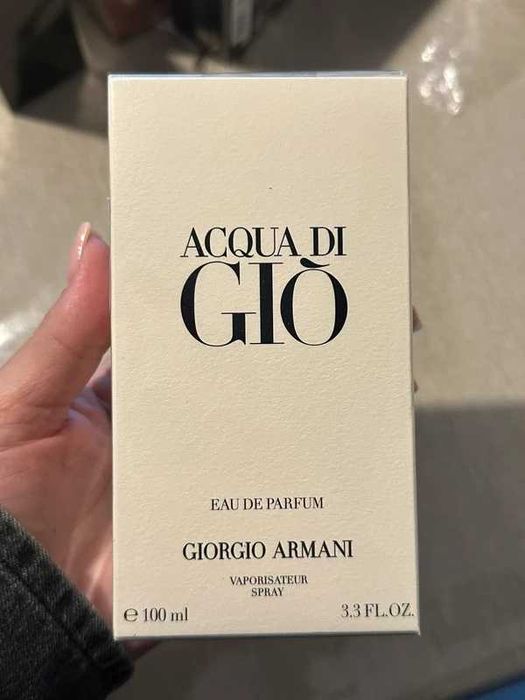 ACQUA DI
GIÒ
EAU DE PARFUM
GIORGIO ARMANI
VAPORISATEUR
SPRAY
℮ 100 ml 3.3 FL.OZ.